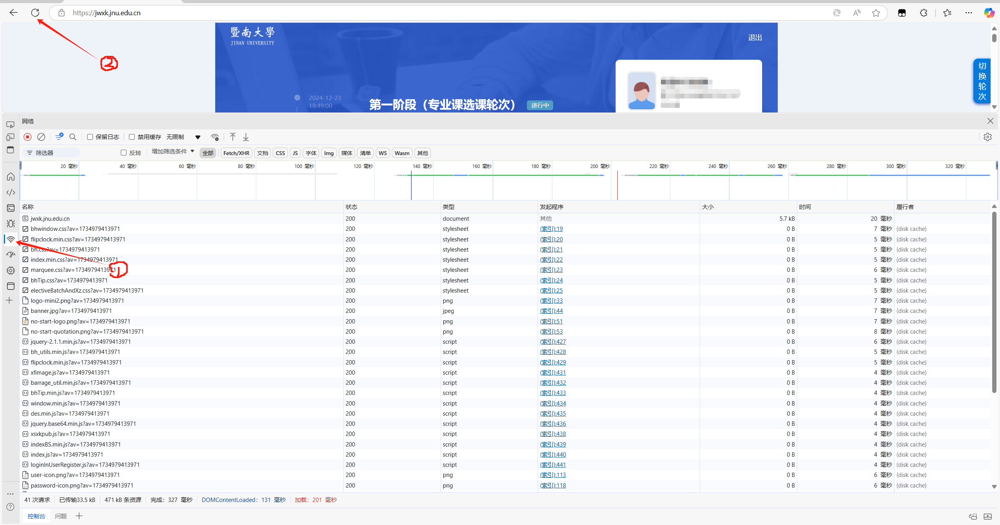 https://jwxk.jnu.edu.cn
暨南大學
JINAN UNIVERSITY
退出
切换轮次
2024-12-23
18:49:00
第一阶段（专业课选课轮次） 进行中
②
网络
保留日志 禁用缓存 无限制
筛选器 反转 增加筛选条件 全部 Fetch/XHR 文档 CSS JS 字体 Img 媒体 清单 WS Wasm 其他
20 毫秒 40 毫秒 60 毫秒 80 毫秒 100 毫秒 120 毫秒 140 毫秒 160 毫秒 180 毫秒 200 毫秒 220 毫秒 240 毫秒 260 毫秒 280 毫秒 300 毫秒 320 毫秒
名称 状态 类型 发起程序 大小 时间 履行者
jwxk.jnu.edu.cn 200 document 其他 5.7 kB 20 毫秒
bhwindow.css?av=1734979413971 200 stylesheet (索引):19 0 B 7 毫秒 (disk cache)
flipclock.min.css?av=1734979413971 200 stylesheet (索引):20 0 B 5 毫秒 (disk cache)
bh.css?av=1734979413971 200 stylesheet (索引):21 0 B 5 毫秒 (disk cache)
index.min.css?av=1734979413971 200 stylesheet (索引):22 0 B 5 毫秒 (disk cache)
marquee.css?av=1734979413971 200 stylesheet (索引):23 0 B 6 毫秒 (disk cache)
①
bhTip.css?av=1734979413971 200 stylesheet (索引):24 0 B 5 毫秒 (disk cache)
electiveBatchAndXz.css?av=1734979413971 200 stylesheet (索引):25 0 B 5 毫秒 (disk cache)
logo-mini2.png?av=1734979413971 200 png (索引):33 0 B 7 毫秒 (disk cache)
banner.jpg?av=1734979413971 200 jpeg (索引):44 0 B 7 毫秒 (disk cache)
no-start-logo.png?av=1734979413971 200 png (索引):51 0 B 7 毫秒 (disk cache)
no-start-quotation.png?av=1734979413971 200 png (索引):53 0 B 8 毫秒 (disk cache)
jquery-2.1.1.min.js?av=1734979413971 200 script (索引):427 0 B 6 毫秒 (disk cache)
bh_utils.min.js?av=1734979413971 200 script (索引):428 0 B 5 毫秒 (disk cache)
flipclock.min.js?av=1734979413971 200 script (索引):429 0 B 5 毫秒 (disk cache)
xfimage.js?av=1734979413971 200 script (索引):431 0 B 4 毫秒 (disk cache)
barrage_util.min.js?av=1734979413971 200 script (索引):432 0 B 4 毫秒 (disk cache)
bhTip.min.js?av=1734979413971 200 script (索引):433 0 B 4 毫秒 (disk cache)
window.min.js?av=1734979413971 200 script (索引):434 0 B 4 毫秒 (disk cache)
des.min.js?av=1734979413971 200 script (索引):435 0 B 4 毫秒 (disk cache)
jquery.base64.min.js?av=1734979413971 200 script (索引):436 0 B 4 毫秒 (disk cache)
xsxkpub.js?av=1734979413971 200 script (索引):438 0 B 4 毫秒 (disk cache)
indexBS.min.js?av=1734979413971 200 script (索引):439 0 B 4 毫秒 (disk cache)
index.js?av=1734979413971 200 script (索引):440 0 B 4 毫秒 (disk cache)
loginInUserRegister.js?av=1734979413971 200 script (索引):441 0 B 4 毫秒 (disk cache)
user-icon.png?av=1734979413971 200 png (索引):113 0 B 6 毫秒 (disk cache)
password-icon.png?av=1734979413971 200 png (索引):118 0 B 6 毫秒 (disk cache)
41 次请求 已传输33.5 kB 471 kB 条资源 完成：327 毫秒 DOMContentLoaded：131 毫秒 加载：201 毫秒
控制台 问题